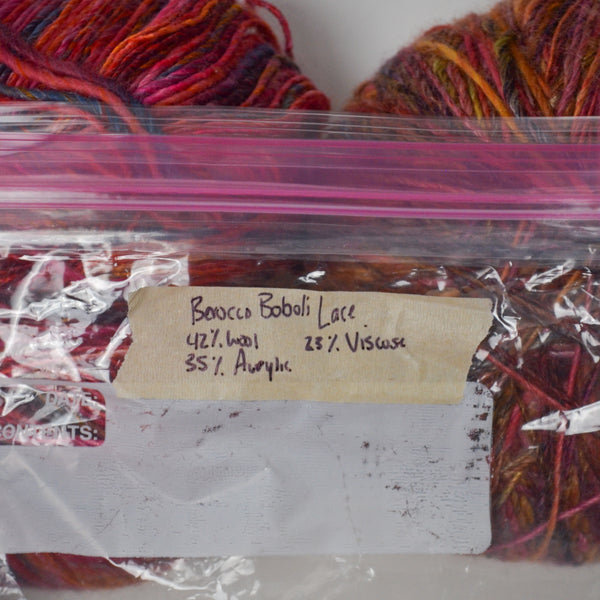 Berocco Boboli Lace
42% Wool 23% Viscose
35% Acrylic
DATE:
CONTENTS: